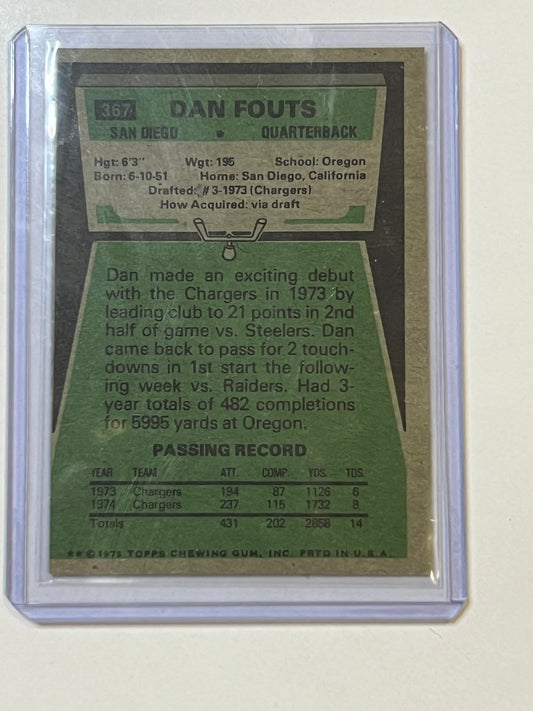 367 DAN FOUTS
SAN DIEGO • QUARTERBACK
Hgt: 6'3" Wgt: 195 School: Oregon
Born: 6-10-51 Home: San Diego, California
Drafted: #3-1973 (Chargers)
How Acquired: via draft
Dan made an exciting debut
with the Chargers in 1973 by
leading club to 21 points in 2nd
half of game vs. Steelers. Dan
came back to pass for 2 touch-
downs in 1st start the follow-
ing week vs. Raiders. Had 3-
year totals of 482 completions
for 5995 yards at Oregon.
PASSING RECORD
YEAR TEAM ATT. COMP. YDS. TDS.
1973 Chargers 194 87 1126 6
1974 Chargers 237 115 1732 8
Totals 431 202 2858 14
** © 1975 TOPPS CHEWING GUM, INC. PRTD IN U.S.A.